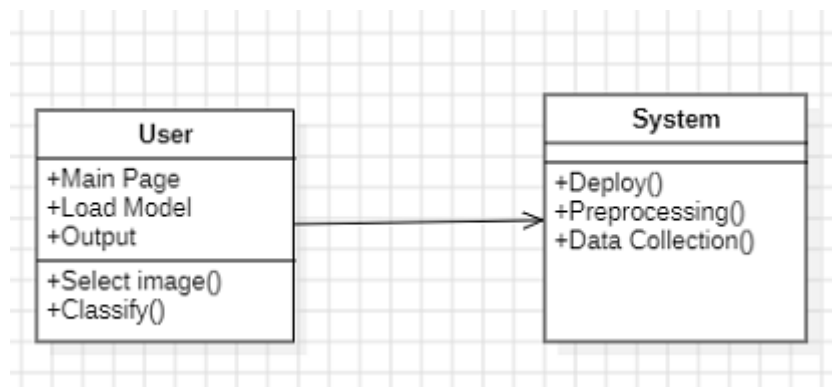 User
+Main Page
+Load Model
+Output
+Select image()
+Classify()
System
+Deploy()
+Preprocessing()
+Data Collection()